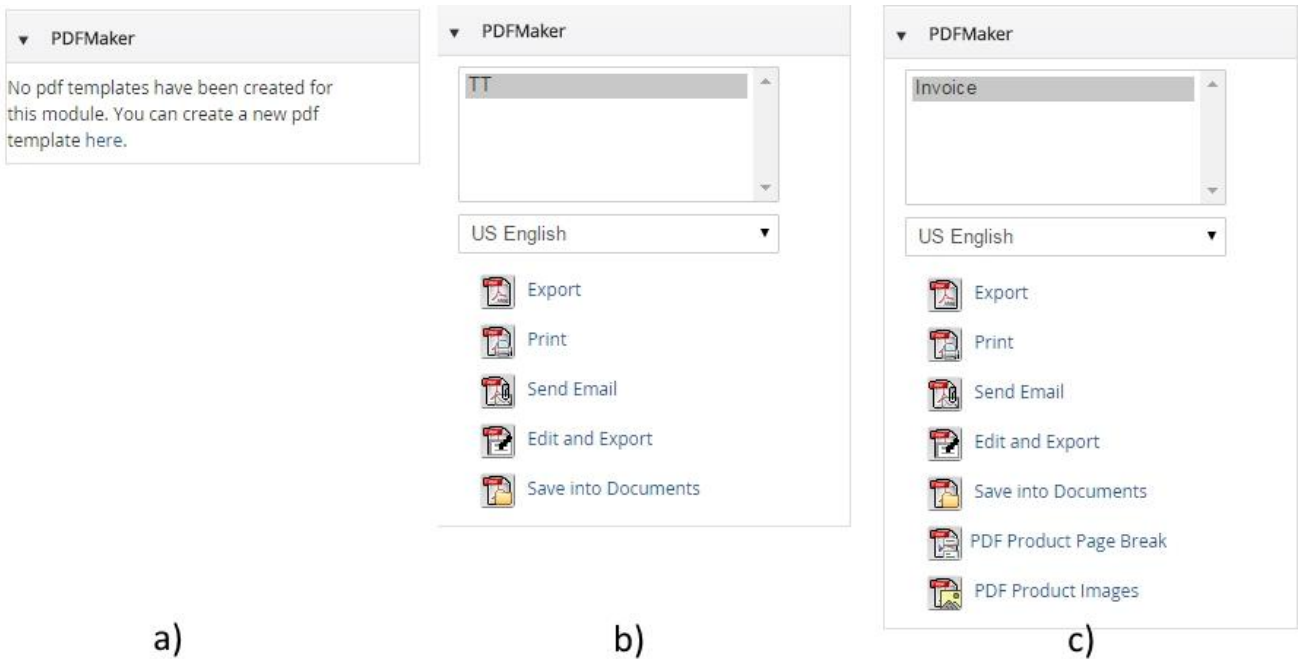 PDFMaker
No pdf templates have been created for
this module. You can create a new pdf
template here.
a)
PDFMaker
TT
US English
Export
Print
Send Email
Edit and Export
Save into Documents
b)
PDFMaker
Invoice
US English
Export
Print
Send Email
Edit and Export
Save into Documents
PDF Product Page Break
PDF Product Images
c)